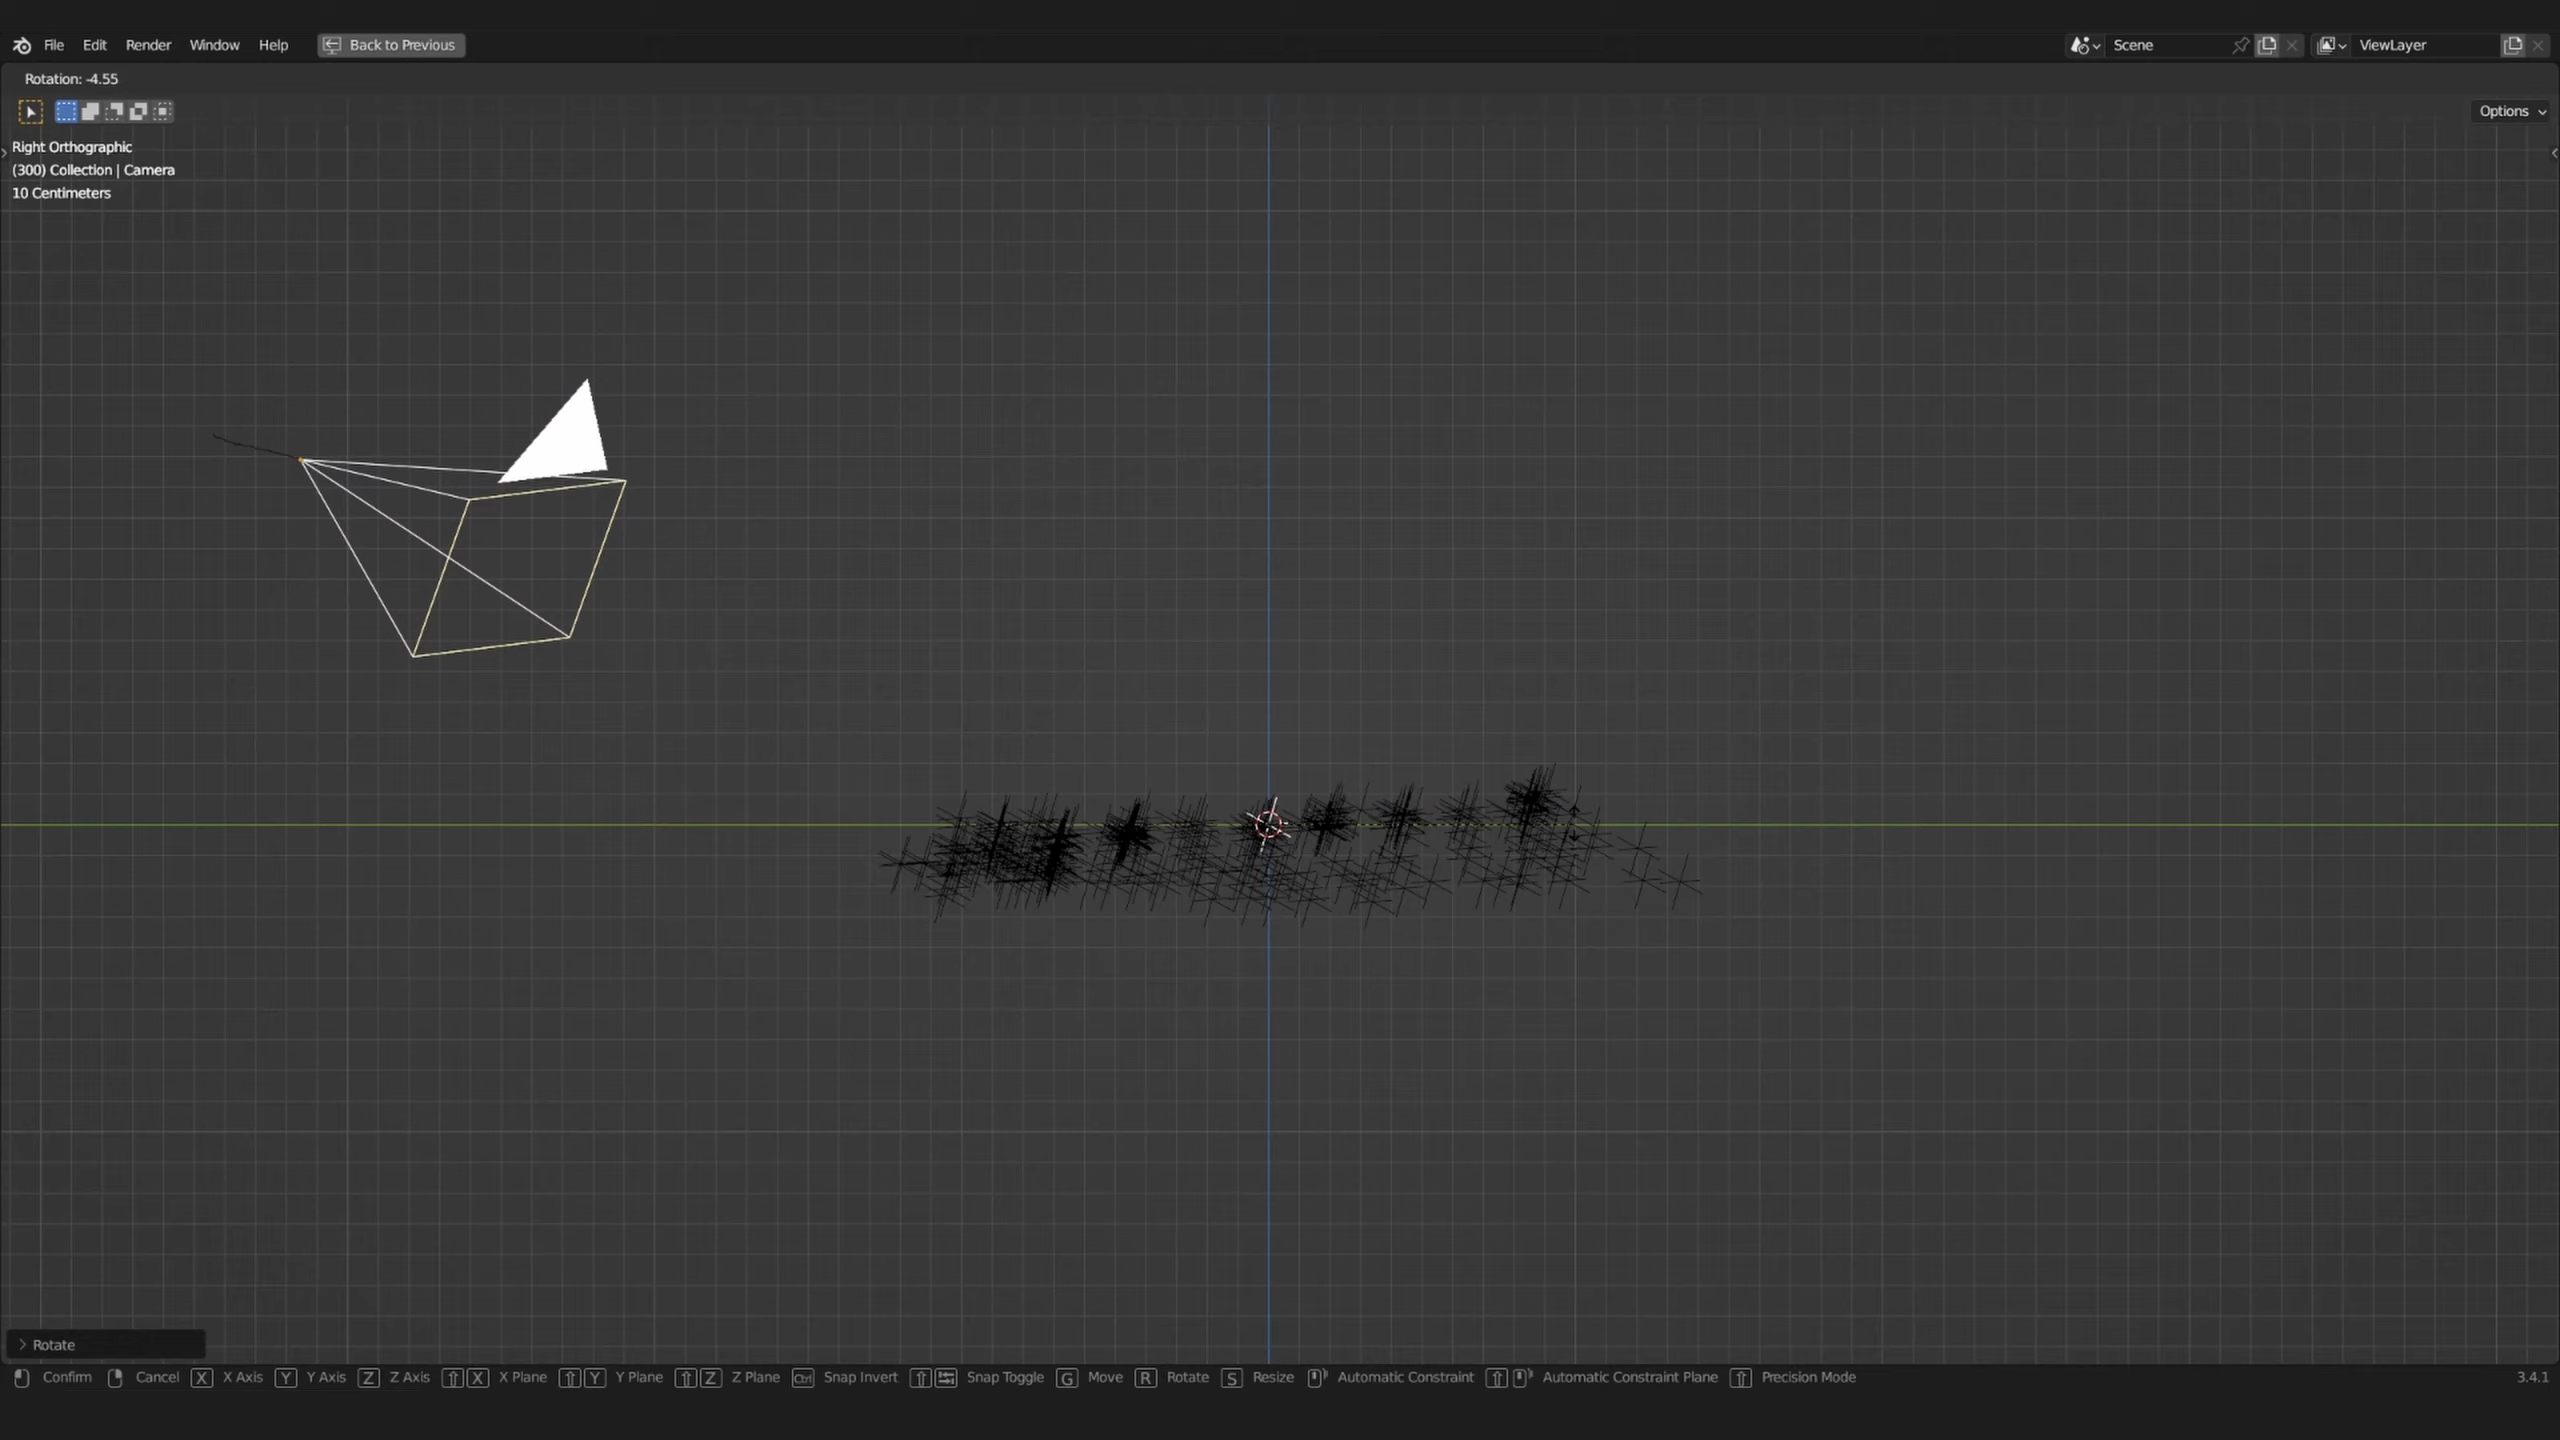 File Edit Render Window Help Back to Previous Scene ViewLayer
Rotation: -4.55
Options
Right Orthographic
(300) Collection | Camera
10 Centimeters
Rotate
Confirm Cancel X X Axis Y Y Axis Z Z Axis X X Plane Y Y Plane Z Z Plane Ctrl Snap Invert Snap Toggle G Move R Rotate S Resize Automatic Constraint Automatic Constraint Plane Precision Mode 3.4.1